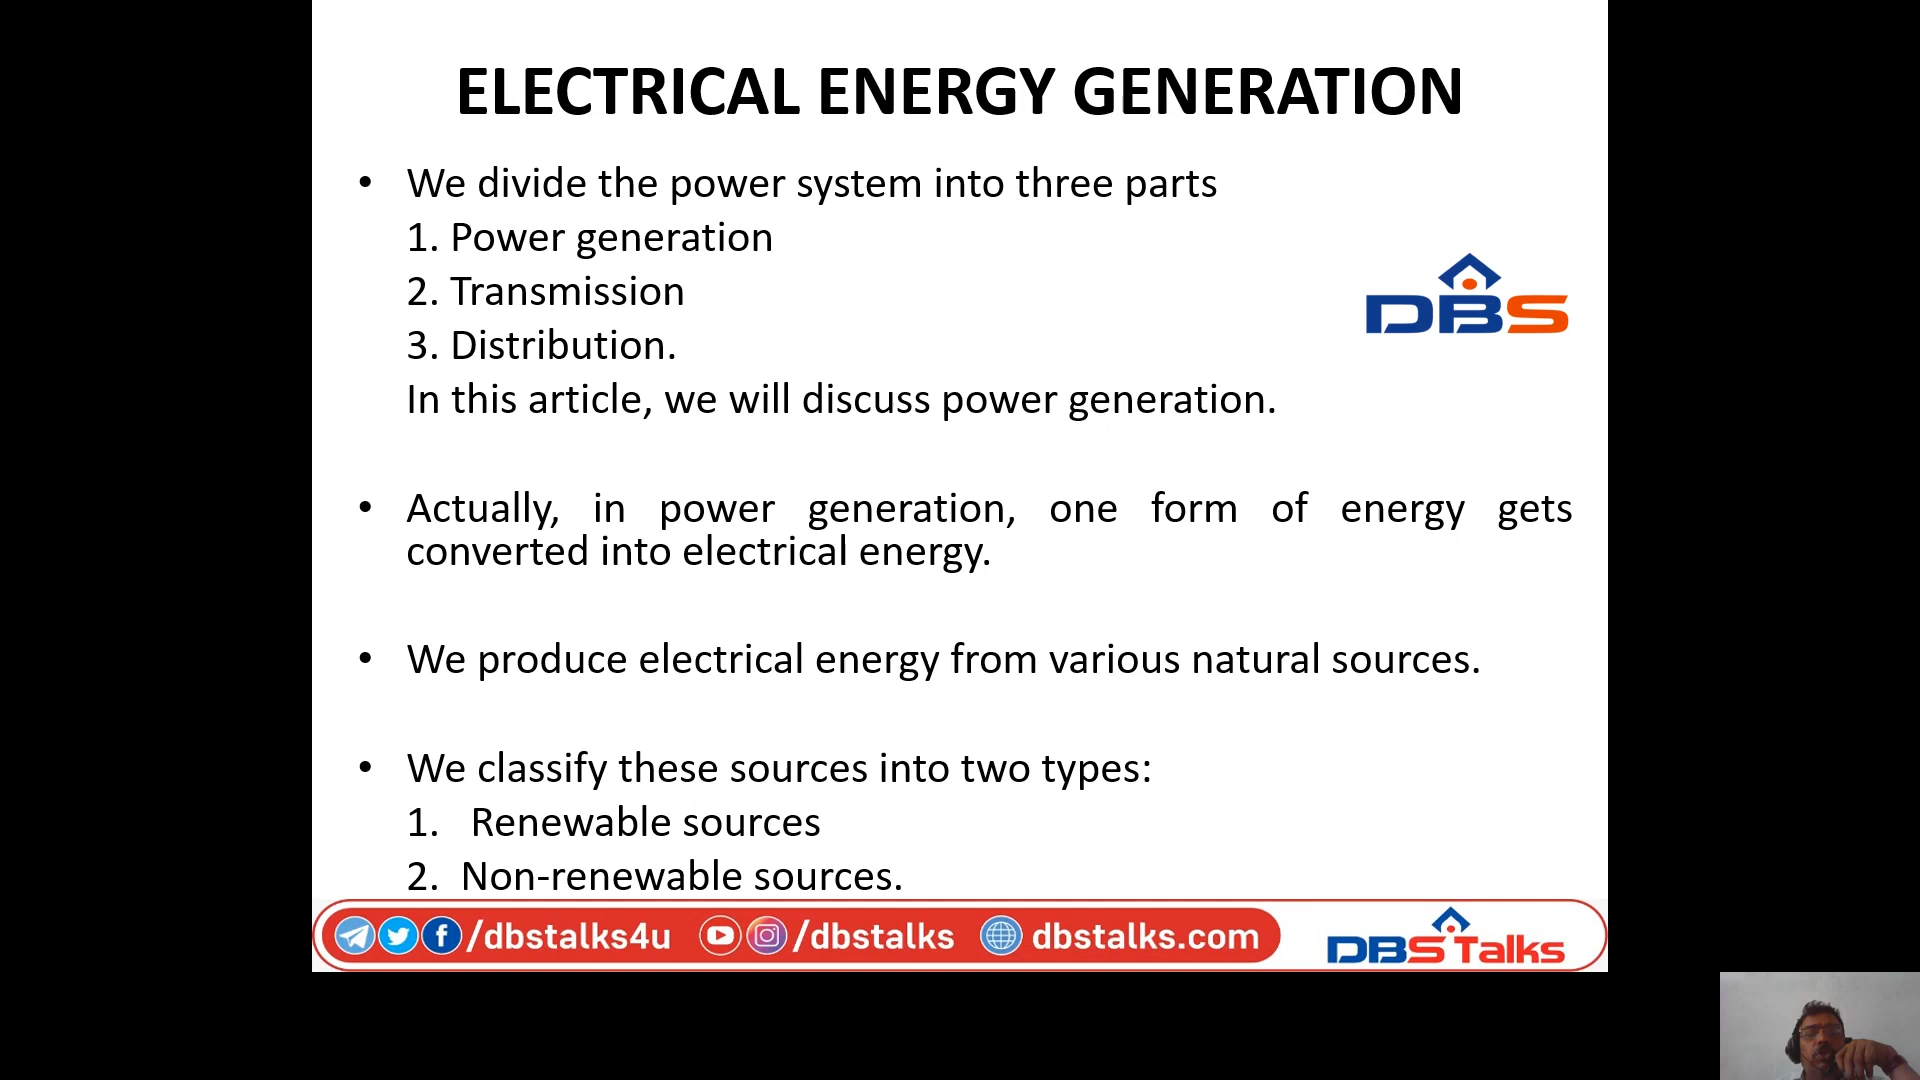 ELECTRICAL ENERGY GENERATION
• We divide the power system into three parts
1. Power generation
2. Transmission
3. Distribution.
In this article, we will discuss power generation.
DBS
• Actually, in power generation, one form of energy gets
converted into electrical energy.
• We produce electrical energy from various natural sources.
• We classify these sources into two types:
1. Renewable sources
2. Non-renewable sources.
/dbstalks4u /dbstalks dbstalks.com DBS Talks